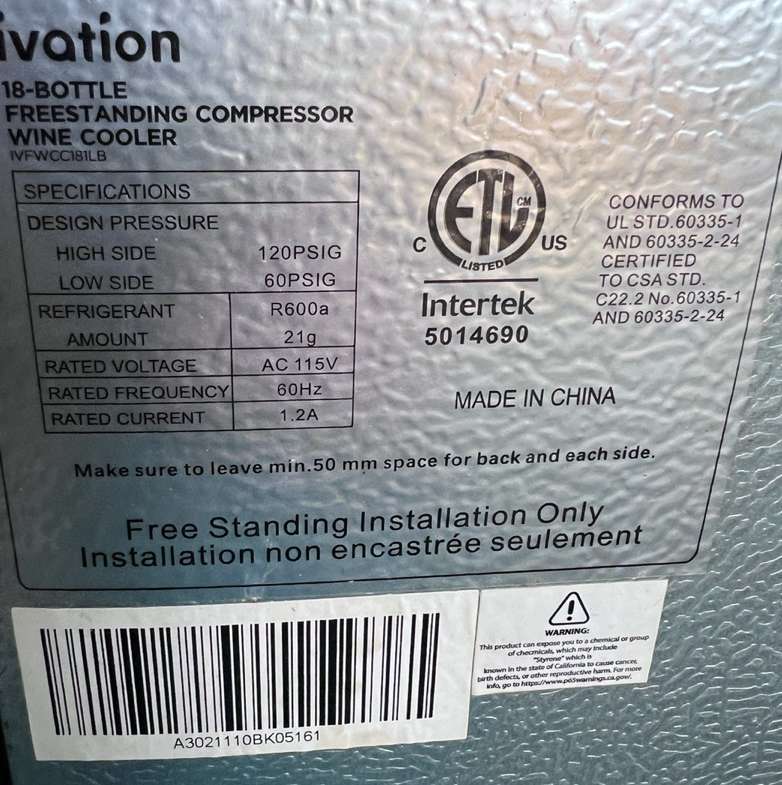 ivation
18-BOTTLE
FREESTANDING COMPRESSOR
WINE COOLER
IVFWCC181LB
SPECIFICATIONS
DESIGN PRESSURE
HIGH SIDE 120PSIG
LOW SIDE 60PSIG
REFRIGERANT R600a
AMOUNT 21g
RATED VOLTAGE AC 115V
RATED FREQUENCY 60Hz
RATED CURRENT 1.2A
ETL CM
C LISTED US
Intertek
5014690
CONFORMS TO
UL STD.60335-1
AND 60335-2-24
CERTIFIED
TO CSA STD.
C22.2 No.60335-1
AND 60335-2-24
MADE IN CHINA
Make sure to leave min.50 mm space for back and each side.
Free Standing Installation Only
Installation non encastrée seulement
A3021110BK05161
WARNING:
This product can expose you to a chemical or group
of checmicals, which may include
"Styrene" which is
known in the state of California to cause cancer,
birth defects, or other reproductive harm. For more
info, go to https://www.p65warnings.ca.gov/.